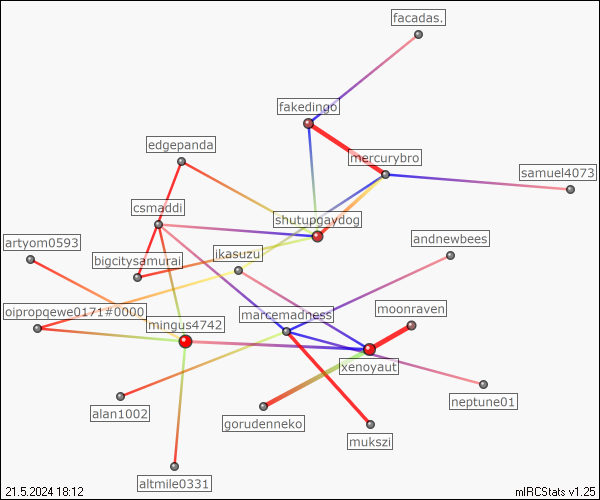 facadas.
fakedingo
edgepanda
mercurybro
samuel4073
csmaddi
shutupgaydog
artyom0593
andnewbees
bigcitysamurai
ikasuzu
oipropqewe0171#0000
mingus4742
marcemadness
moonraven
xenoyaut
alan1002
gorudenneko
neptune01
mukszi
altmile0331
21.5.2024 18:12
mIRCStats v1.25